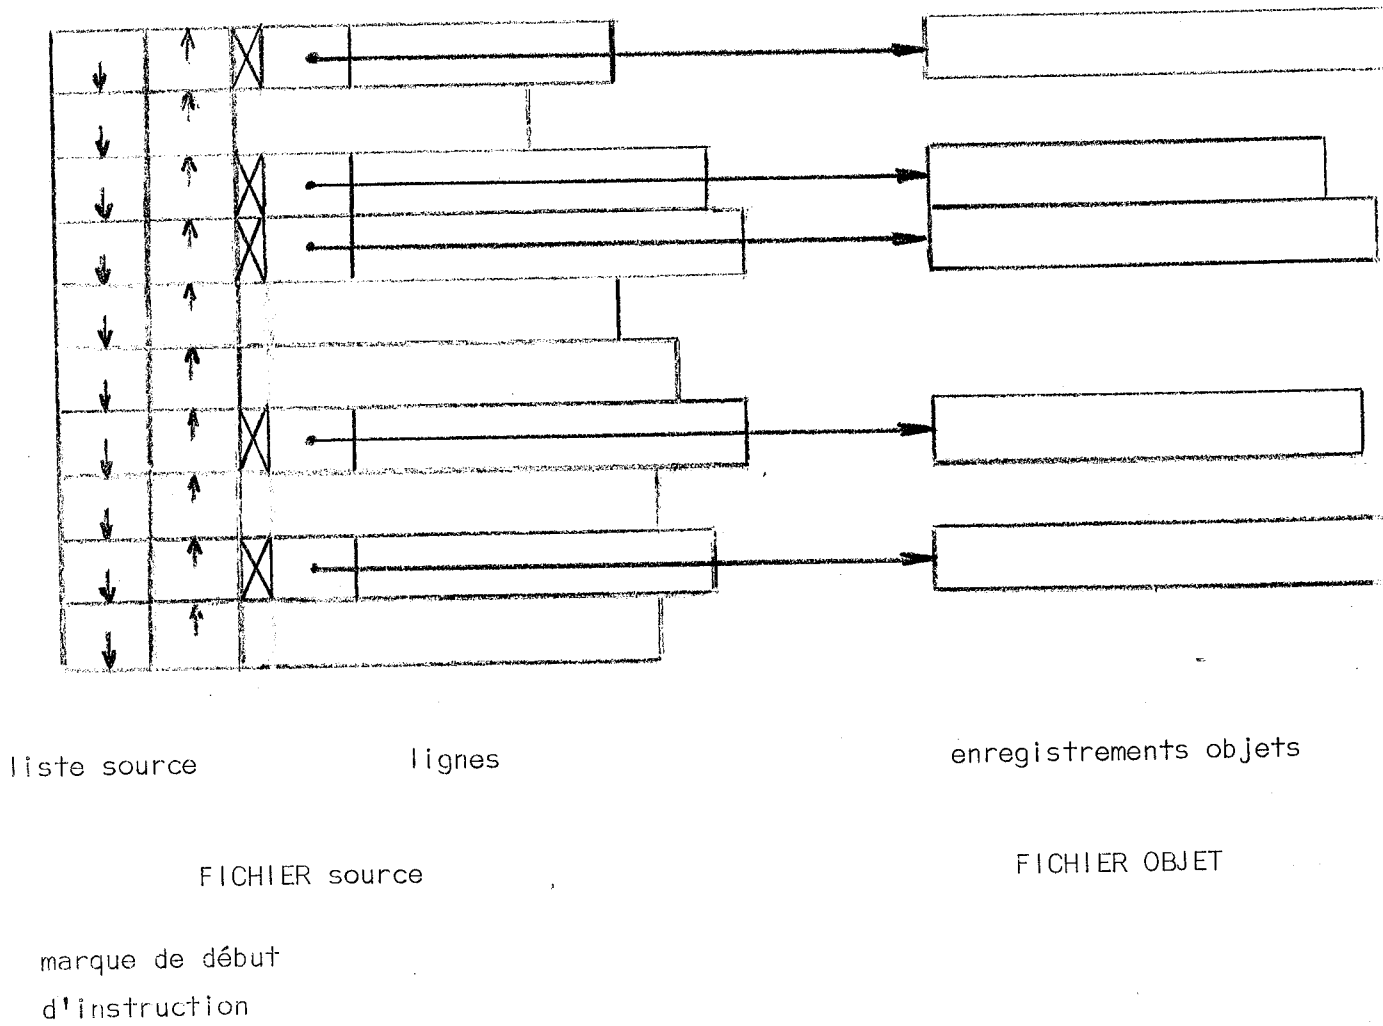 liste source
lignes
enregistrements objets
FICHIER source
FICHIER OBJET
marque de début
d'instruction